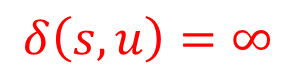 δ(s, u) = ∞